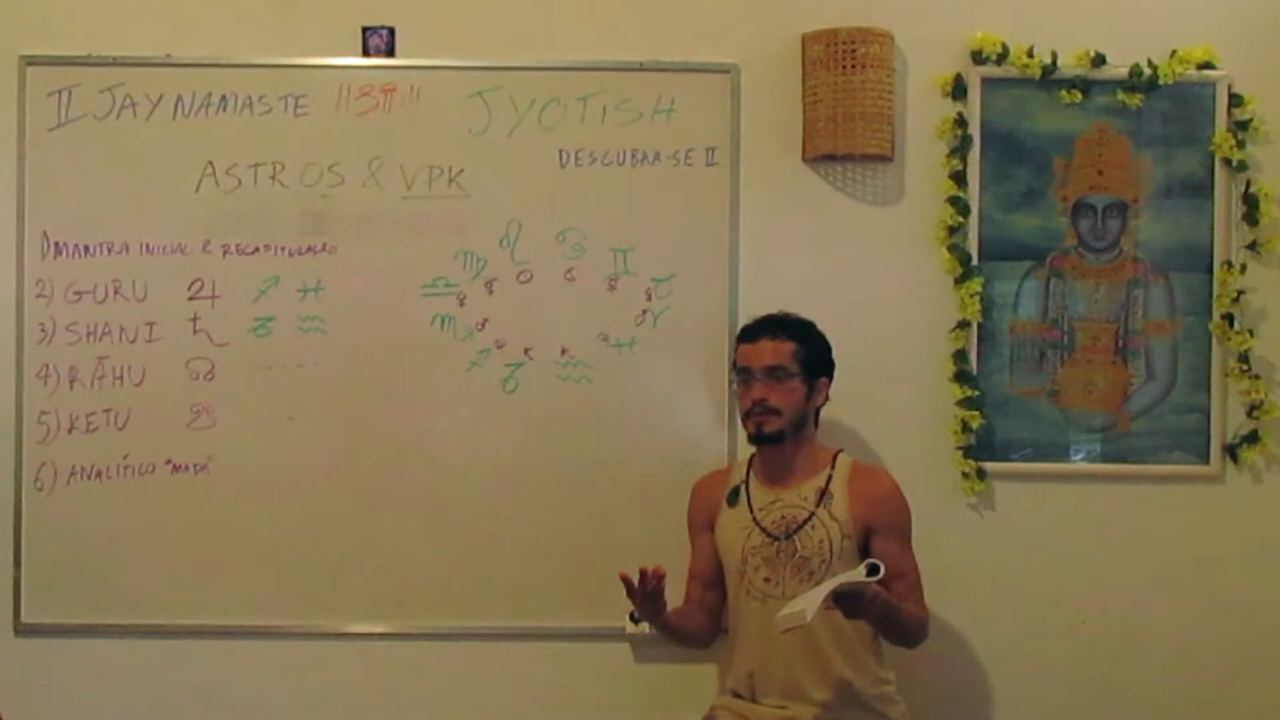 II JAY NAMASTE ||ॐ|| JYOTISH
DESCUBRA-SE II
ASTROS & VPK
1) MANTRA INICIAL & RECAPITULAÇÃO
2) GURU ♃ ♐ ♓
3) SHANI ♄ ♑ ♒
4) RĀHU ☊ .....
5) KETU ☋ ...
6) ANALÍTICO "MAPA"